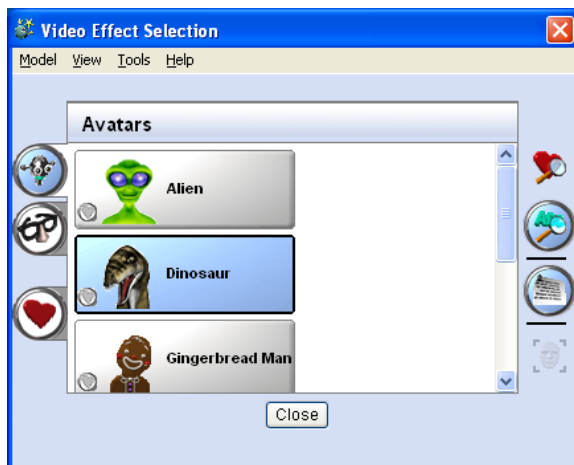 Video Effect Selection
Model View Tools Help
Avatars
Alien
Dinosaur
Gingerbread Man
Close